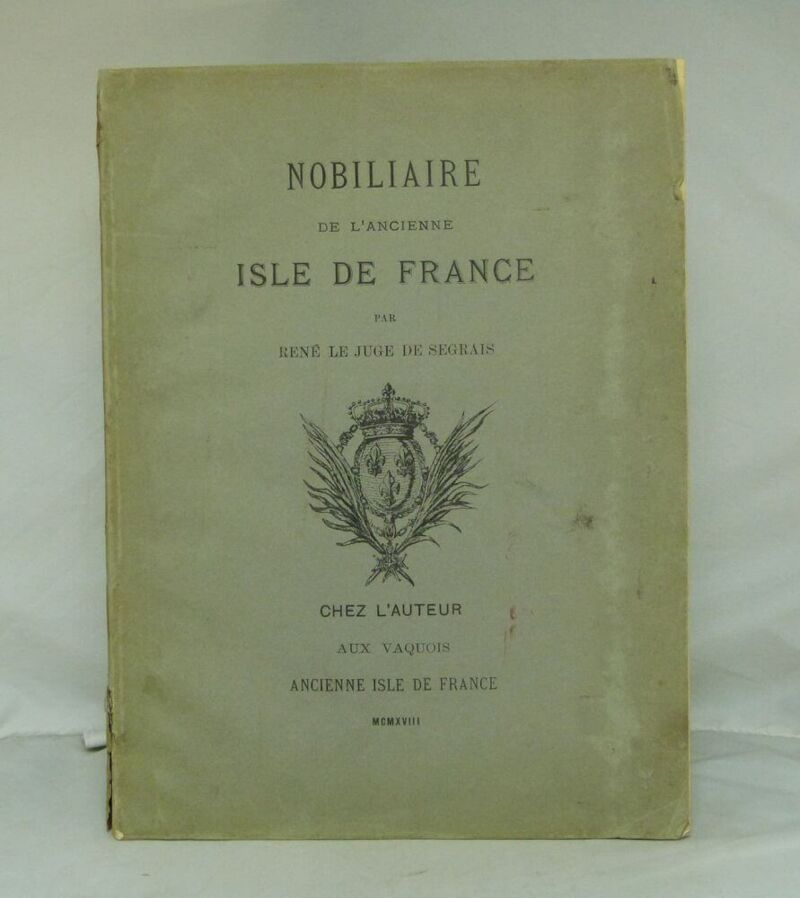 NOBILIAIRE
DE L'ANCIENNE
ISLE DE FRANCE
PAR
RENÉ LE JUGE DE SEGRAIS
CHEZ L'AUTEUR
AUX VAQUOIS
ANCIENNE ISLE DE FRANCE
MCMXVIII